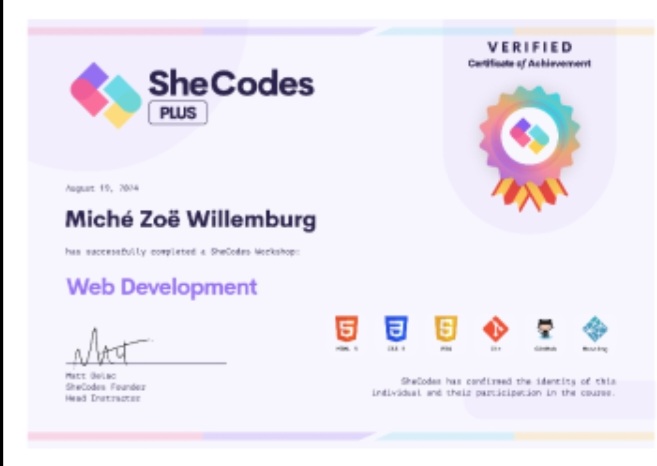 VERIFIED
Certificate of Achievement
SheCodes
PLUS
August 19, 2024
Miché Zoë Willemburg
has successfully completed a SheCodes Workshop:
Web Development
HTML 5
CSS 3
Git
GitHub
Hosting
Matt Delac
SheCodes Founder
Head Instructor
SheCodes has confirmed the identity of this
individual and their participation in the course.